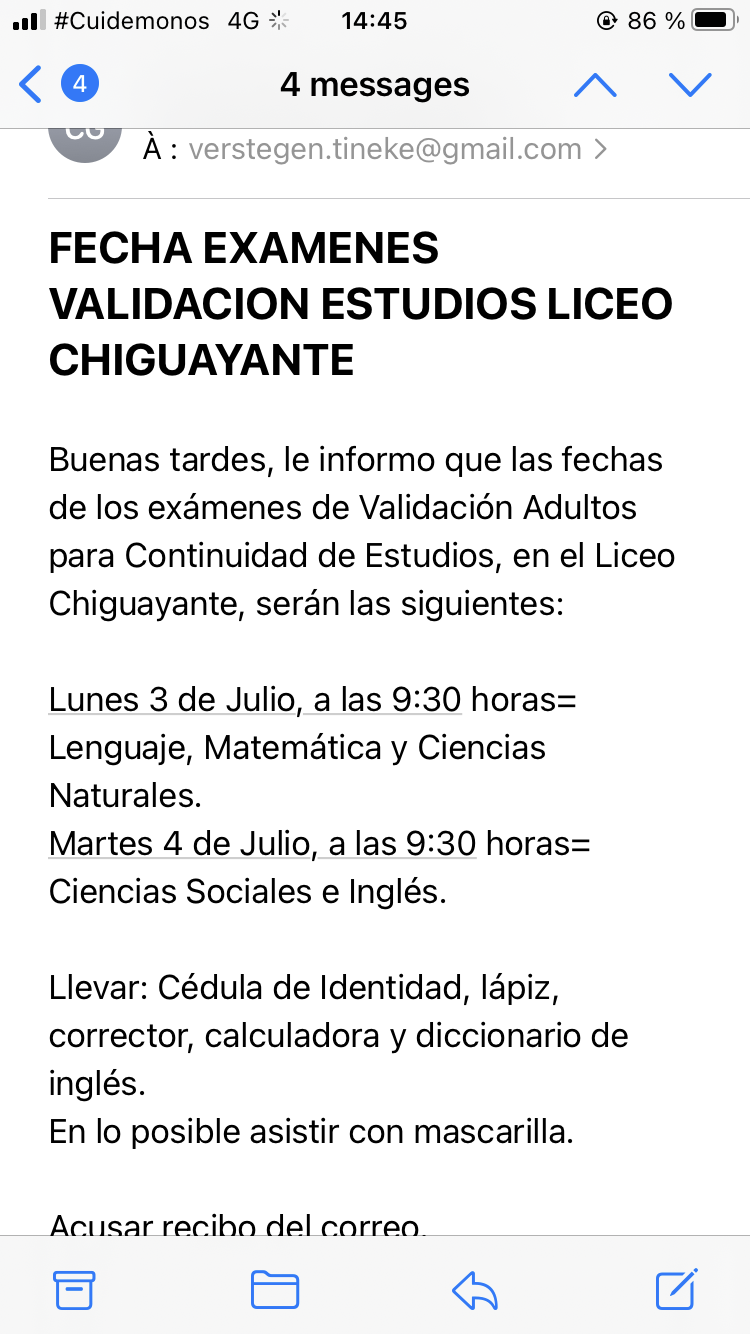 #Cuidemonos 4G 14:45 86 %
4 4 messages
CG
À : verstegen.tineke@gmail.com
FECHA EXAMENES
VALIDACION ESTUDIOS LICEO
CHIGUAYANTE
Buenas tardes, le informo que las fechas
de los exámenes de Validación Adultos
para Continuidad de Estudios, en el Liceo
Chiguayante, serán las siguientes:
Lunes 3 de Julio, a las 9:30 horas=
Lenguaje, Matemática y Ciencias
Naturales.
Martes 4 de Julio, a las 9:30 horas=
Ciencias Sociales e Inglés.
Llevar: Cédula de Identidad, lápiz,
corrector, calculadora y diccionario de
inglés.
En lo posible asistir con mascarilla.
Acusar recibo del correo.